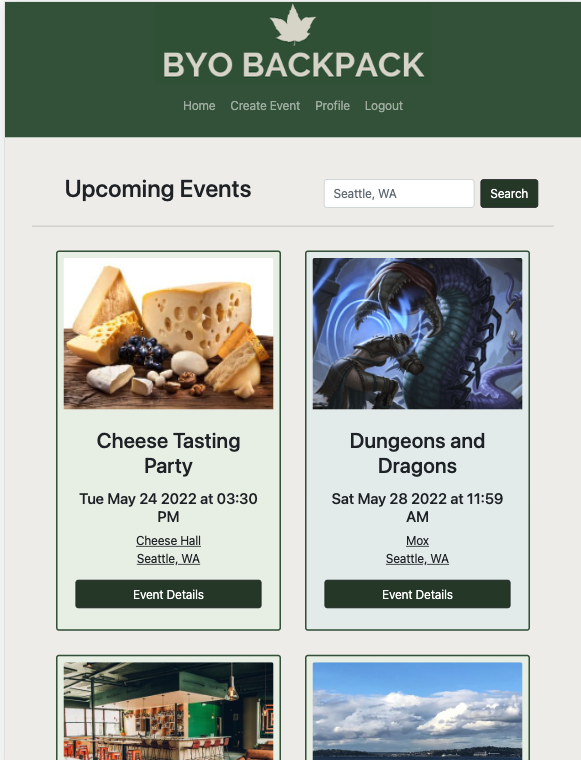 BYO BACKPACK
Home Create Event Profile Logout
Upcoming Events
Seattle, WA
Search
Cheese Tasting
Party
Tue May 24 2022 at 03:30
PM
Cheese Hall
Seattle, WA
Event Details
Dungeons and
Dragons
Sat May 28 2022 at 11:59
AM
Mox
Seattle, WA
Event Details